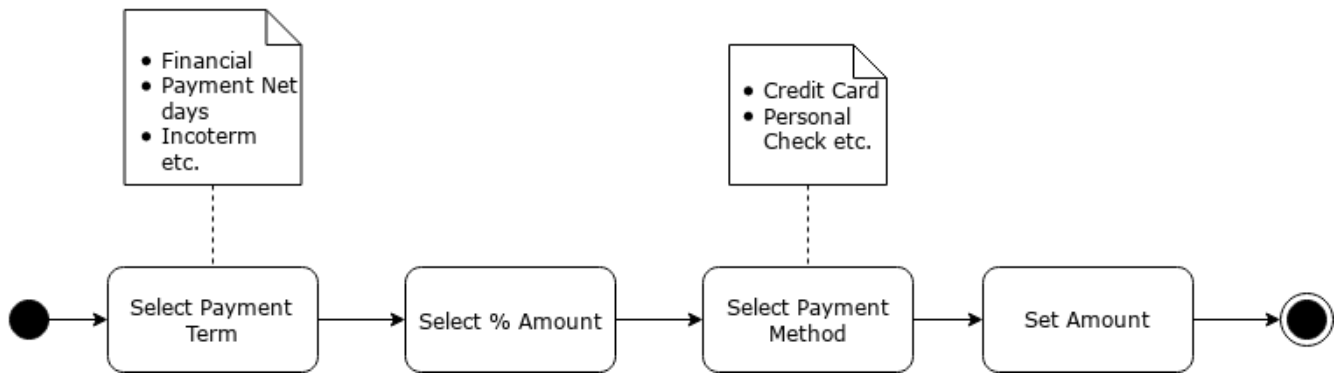 • Financial
• Payment Net
days
• Incoterm
etc.
• Credit Card
• Personal
Check etc.
Select Payment
Term
Select % Amount
Select Payment
Method
Set Amount